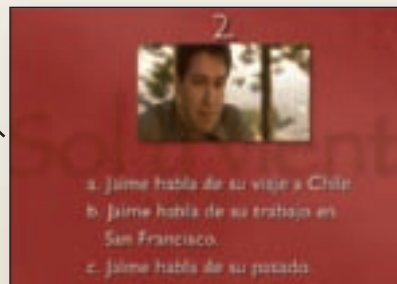 2.
a. Jaime habla de su viaje a Chile
b. Jaime habla de su trabajo en
San Francisco.
c. Jaime habla de su pasado.